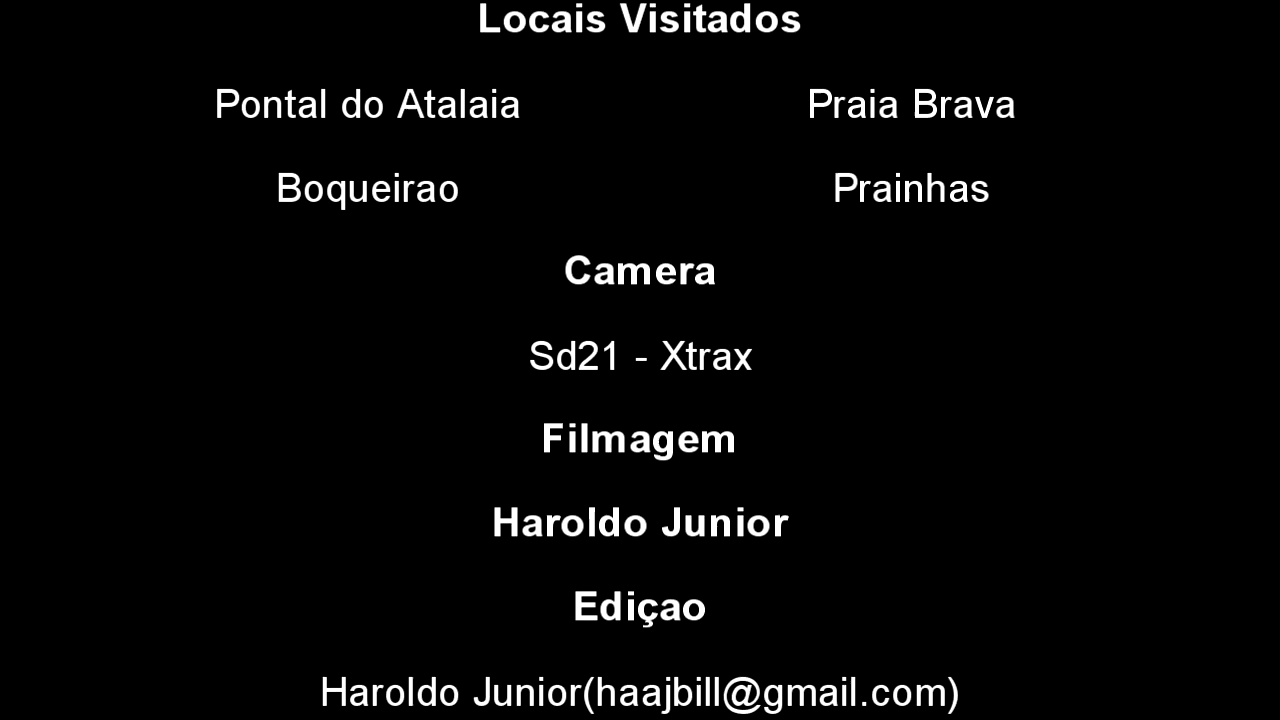 Locais Visitados
Pontal do Atalaia Praia Brava
Boqueirao Prainhas
Camera
Sd21 - Xtrax
Filmagem
Haroldo Junior
Ediçao
Haroldo Junior(haajbill@gmail.com)